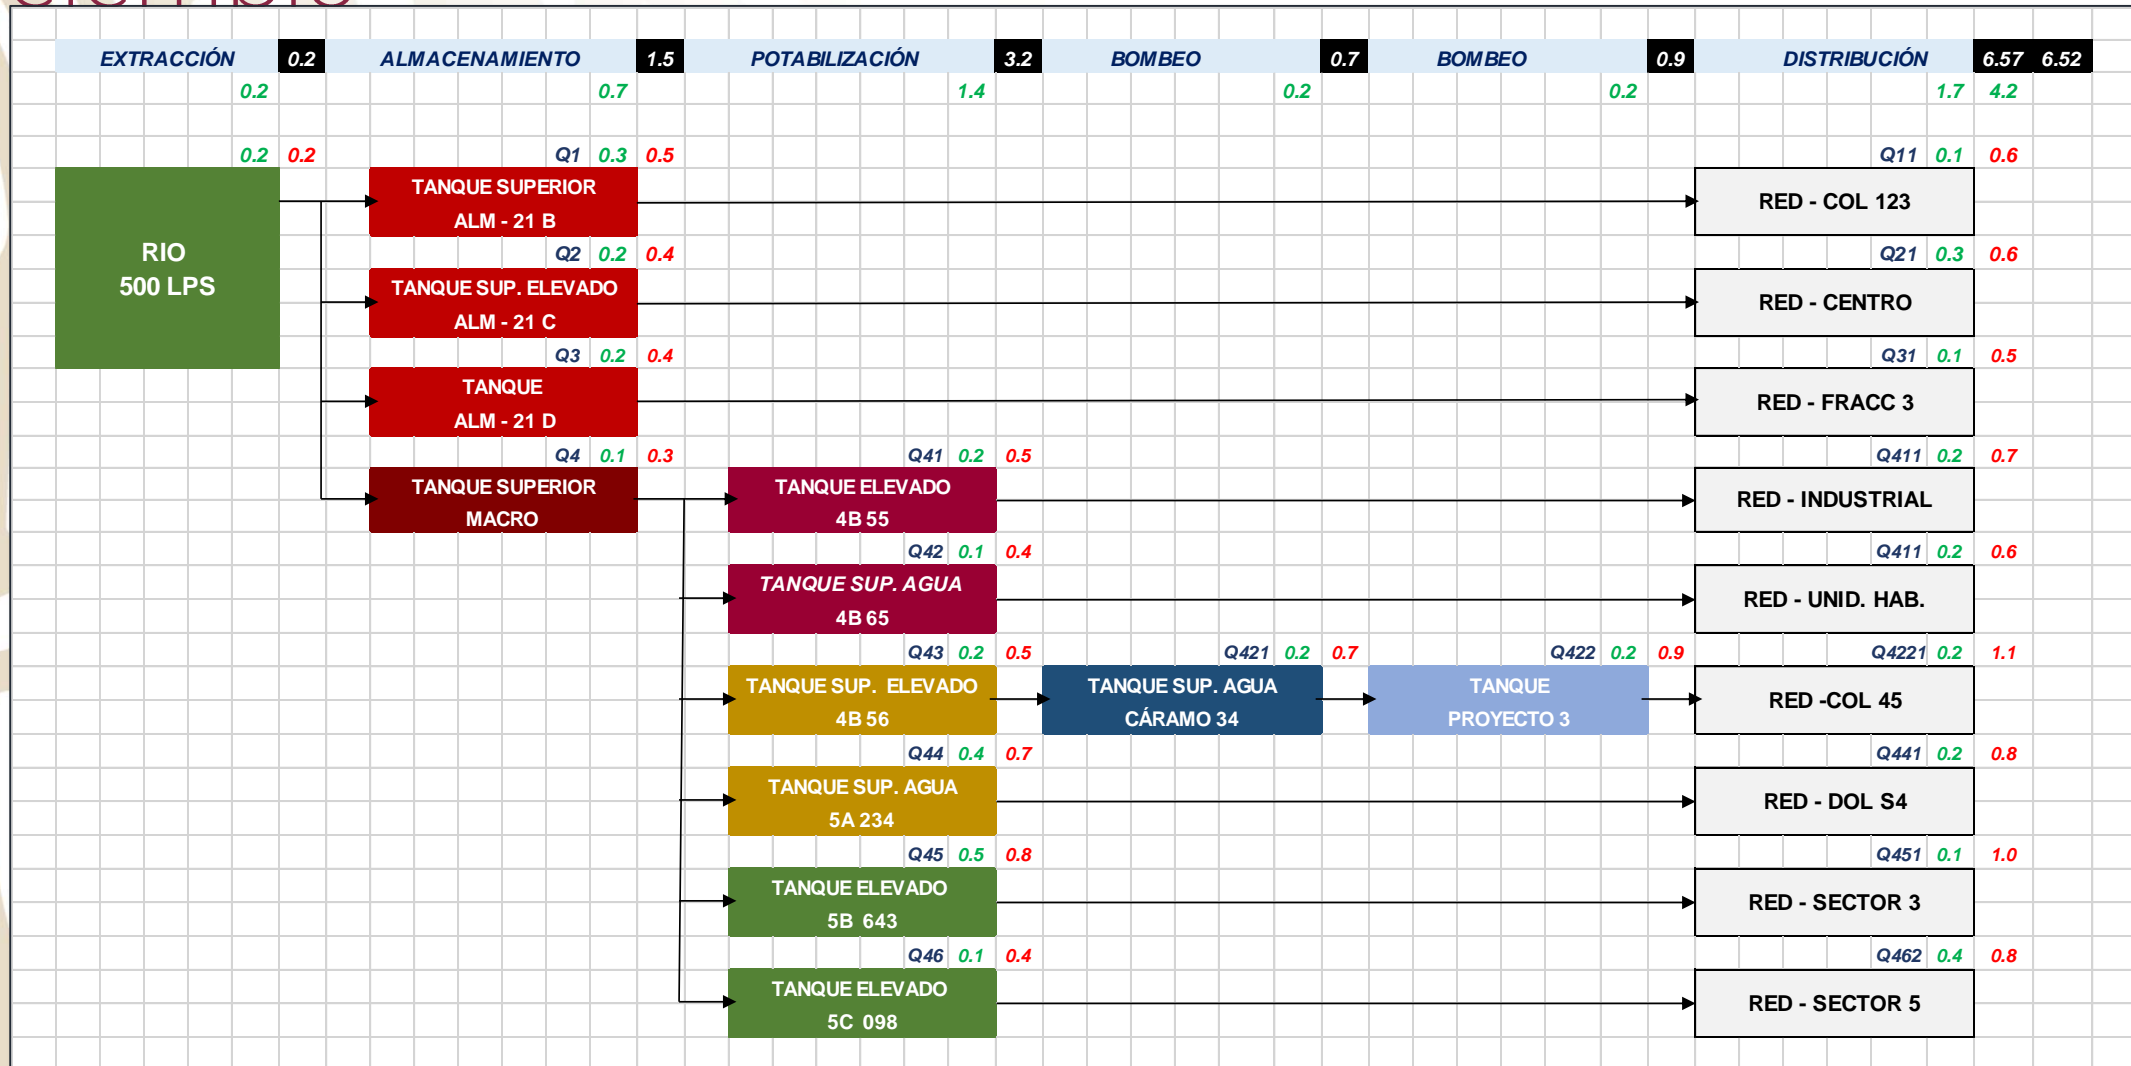 EXTRACCIÓN 0.2 ALMACENAMIENTO 1.5 POTABILIZACIÓN 3.2 BOMBEO 0.7 BOMBEO 0.9 DISTRIBUCIÓN 6.57 6.52
0.2 0.7 1.4 0.2 0.2 1.7 4.2
0.2 0.2 Q1 0.3 0.5 Q11 0.1 0.6
TANQUE SUPERIOR
ALM - 21 B
RED - COL 123
RIO
500 LPS
Q2 0.2 0.4 Q21 0.3 0.6
TANQUE SUP. ELEVADO
ALM - 21 C
RED - CENTRO
Q3 0.2 0.4 Q31 0.1 0.5
TANQUE
ALM - 21 D
RED - FRACC 3
Q4 0.1 0.3 Q41 0.2 0.5 Q411 0.2 0.7
TANQUE SUPERIOR
MACRO
TANQUE ELEVADO
4B 55
RED - INDUSTRIAL
Q42 0.1 0.4 Q411 0.2 0.6
TANQUE SUP. AGUA
4B 65
RED - UNID. HAB.
Q43 0.2 0.5 Q421 0.2 0.7 Q422 0.2 0.9 Q4221 0.2 1.1
TANQUE SUP. ELEVADO
4B 56
TANQUE SUP. AGUA
CÁRAMO 34
TANQUE
PROYECTO 3
RED -COL 45
Q44 0.4 0.7 Q441 0.2 0.8
TANQUE SUP. AGUA
5A 234
RED - DOL S4
Q45 0.5 0.8 Q451 0.1 1.0
TANQUE ELEVADO
5B 643
RED - SECTOR 3
Q46 0.1 0.4 Q462 0.4 0.8
TANQUE ELEVADO
5C 098
RED - SECTOR 5